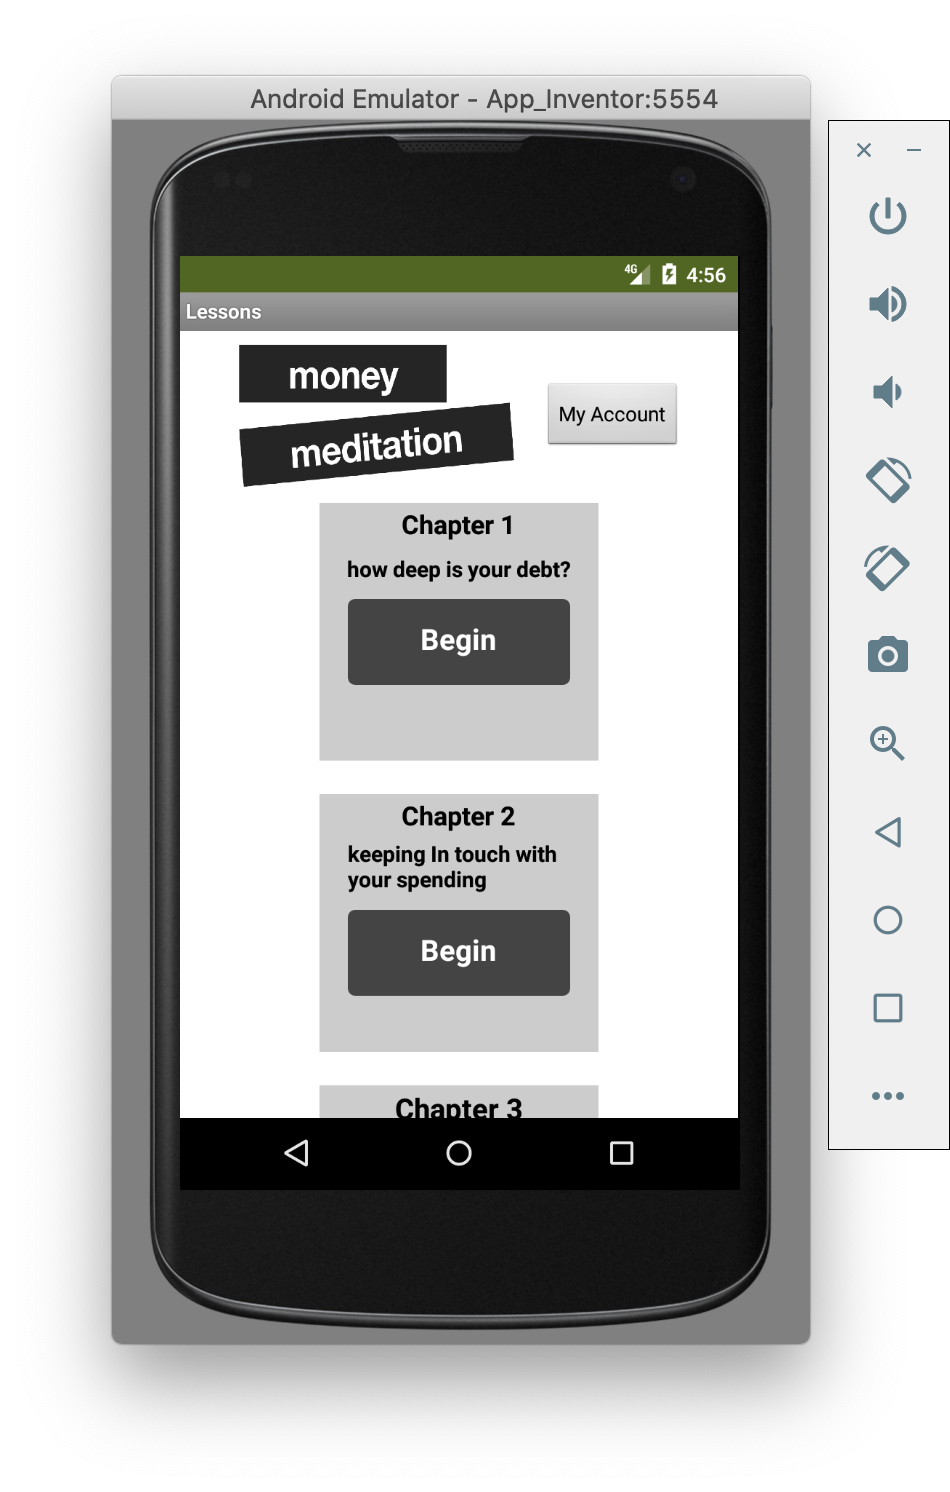 Android Emulator - App_Inventor:5554
4G 4:56
Lessons
money
meditation
My Account
Chapter 1
how deep is your debt?
Begin
Chapter 2
keeping In touch with
your spending
Begin
Chapter 3